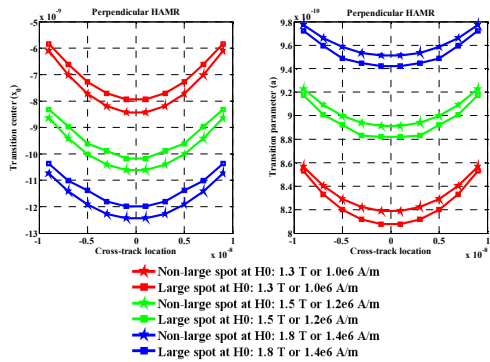 Perpendicular HAMR
x 10^-9
-5
-6
-7
-8
-9
-10
-11
-12
-13
Transition center (x0)
-1
-0.5
0
0.5
1
Cross-track location
x 10^-8
Perpendicular HAMR
x 10^-10
9.8
9.6
9.4
9.2
9
8.8
8.6
8.4
8.2
8
Transition parameter (a)
-1
-0.5
0
0.5
1
Cross-track location
x 10^-8
Non-large spot at H0: 1.3 T or 1.0e6 A/m
Large spot at H0: 1.3 T or 1.0e6 A/m
Non-large spot at H0: 1.5 T or 1.2e6 A/m
Large spot at H0: 1.5 T or 1.2e6 A/m
Non-large spot at H0: 1.8 T or 1.4e6 A/m
Large spot at H0: 1.8 T or 1.4e6 A/m